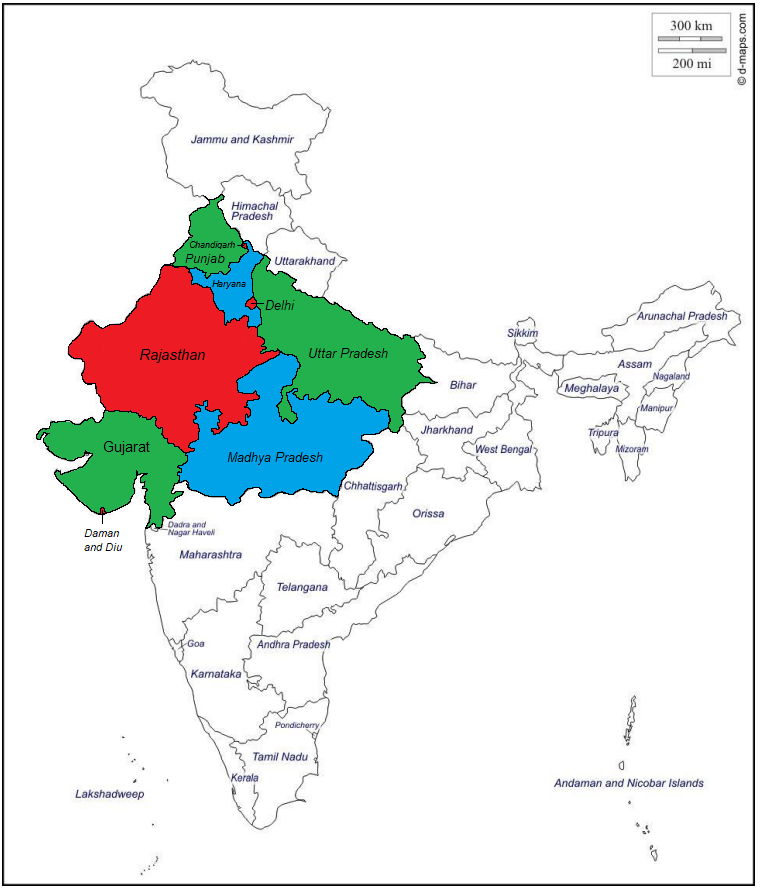 300 km
200 mi
© d-maps.com
Jammu and Kashmir
Himachal
Pradesh
Chandigarh
Punjab
Uttarakhand
Haryana
Delhi
Arunachal Pradesh
Sikkim
Rajasthan
Uttar Pradesh
Assam
Nagaland
Bihar
Meghalaya
Manipur
Jharkhand
Tripura
Gujarat
West Bengal
Mizoram
Madhya Pradesh
Chhattisgarh
Orissa
Daman
and Diu
Dadra and
Nagar Haveli
Maharashtra
Telangana
Goa
Andhra Pradesh
Karnataka
Pondicherry
Tamil Nadu
Kerala
Lakshadweep
Andaman and Nicobar Islands